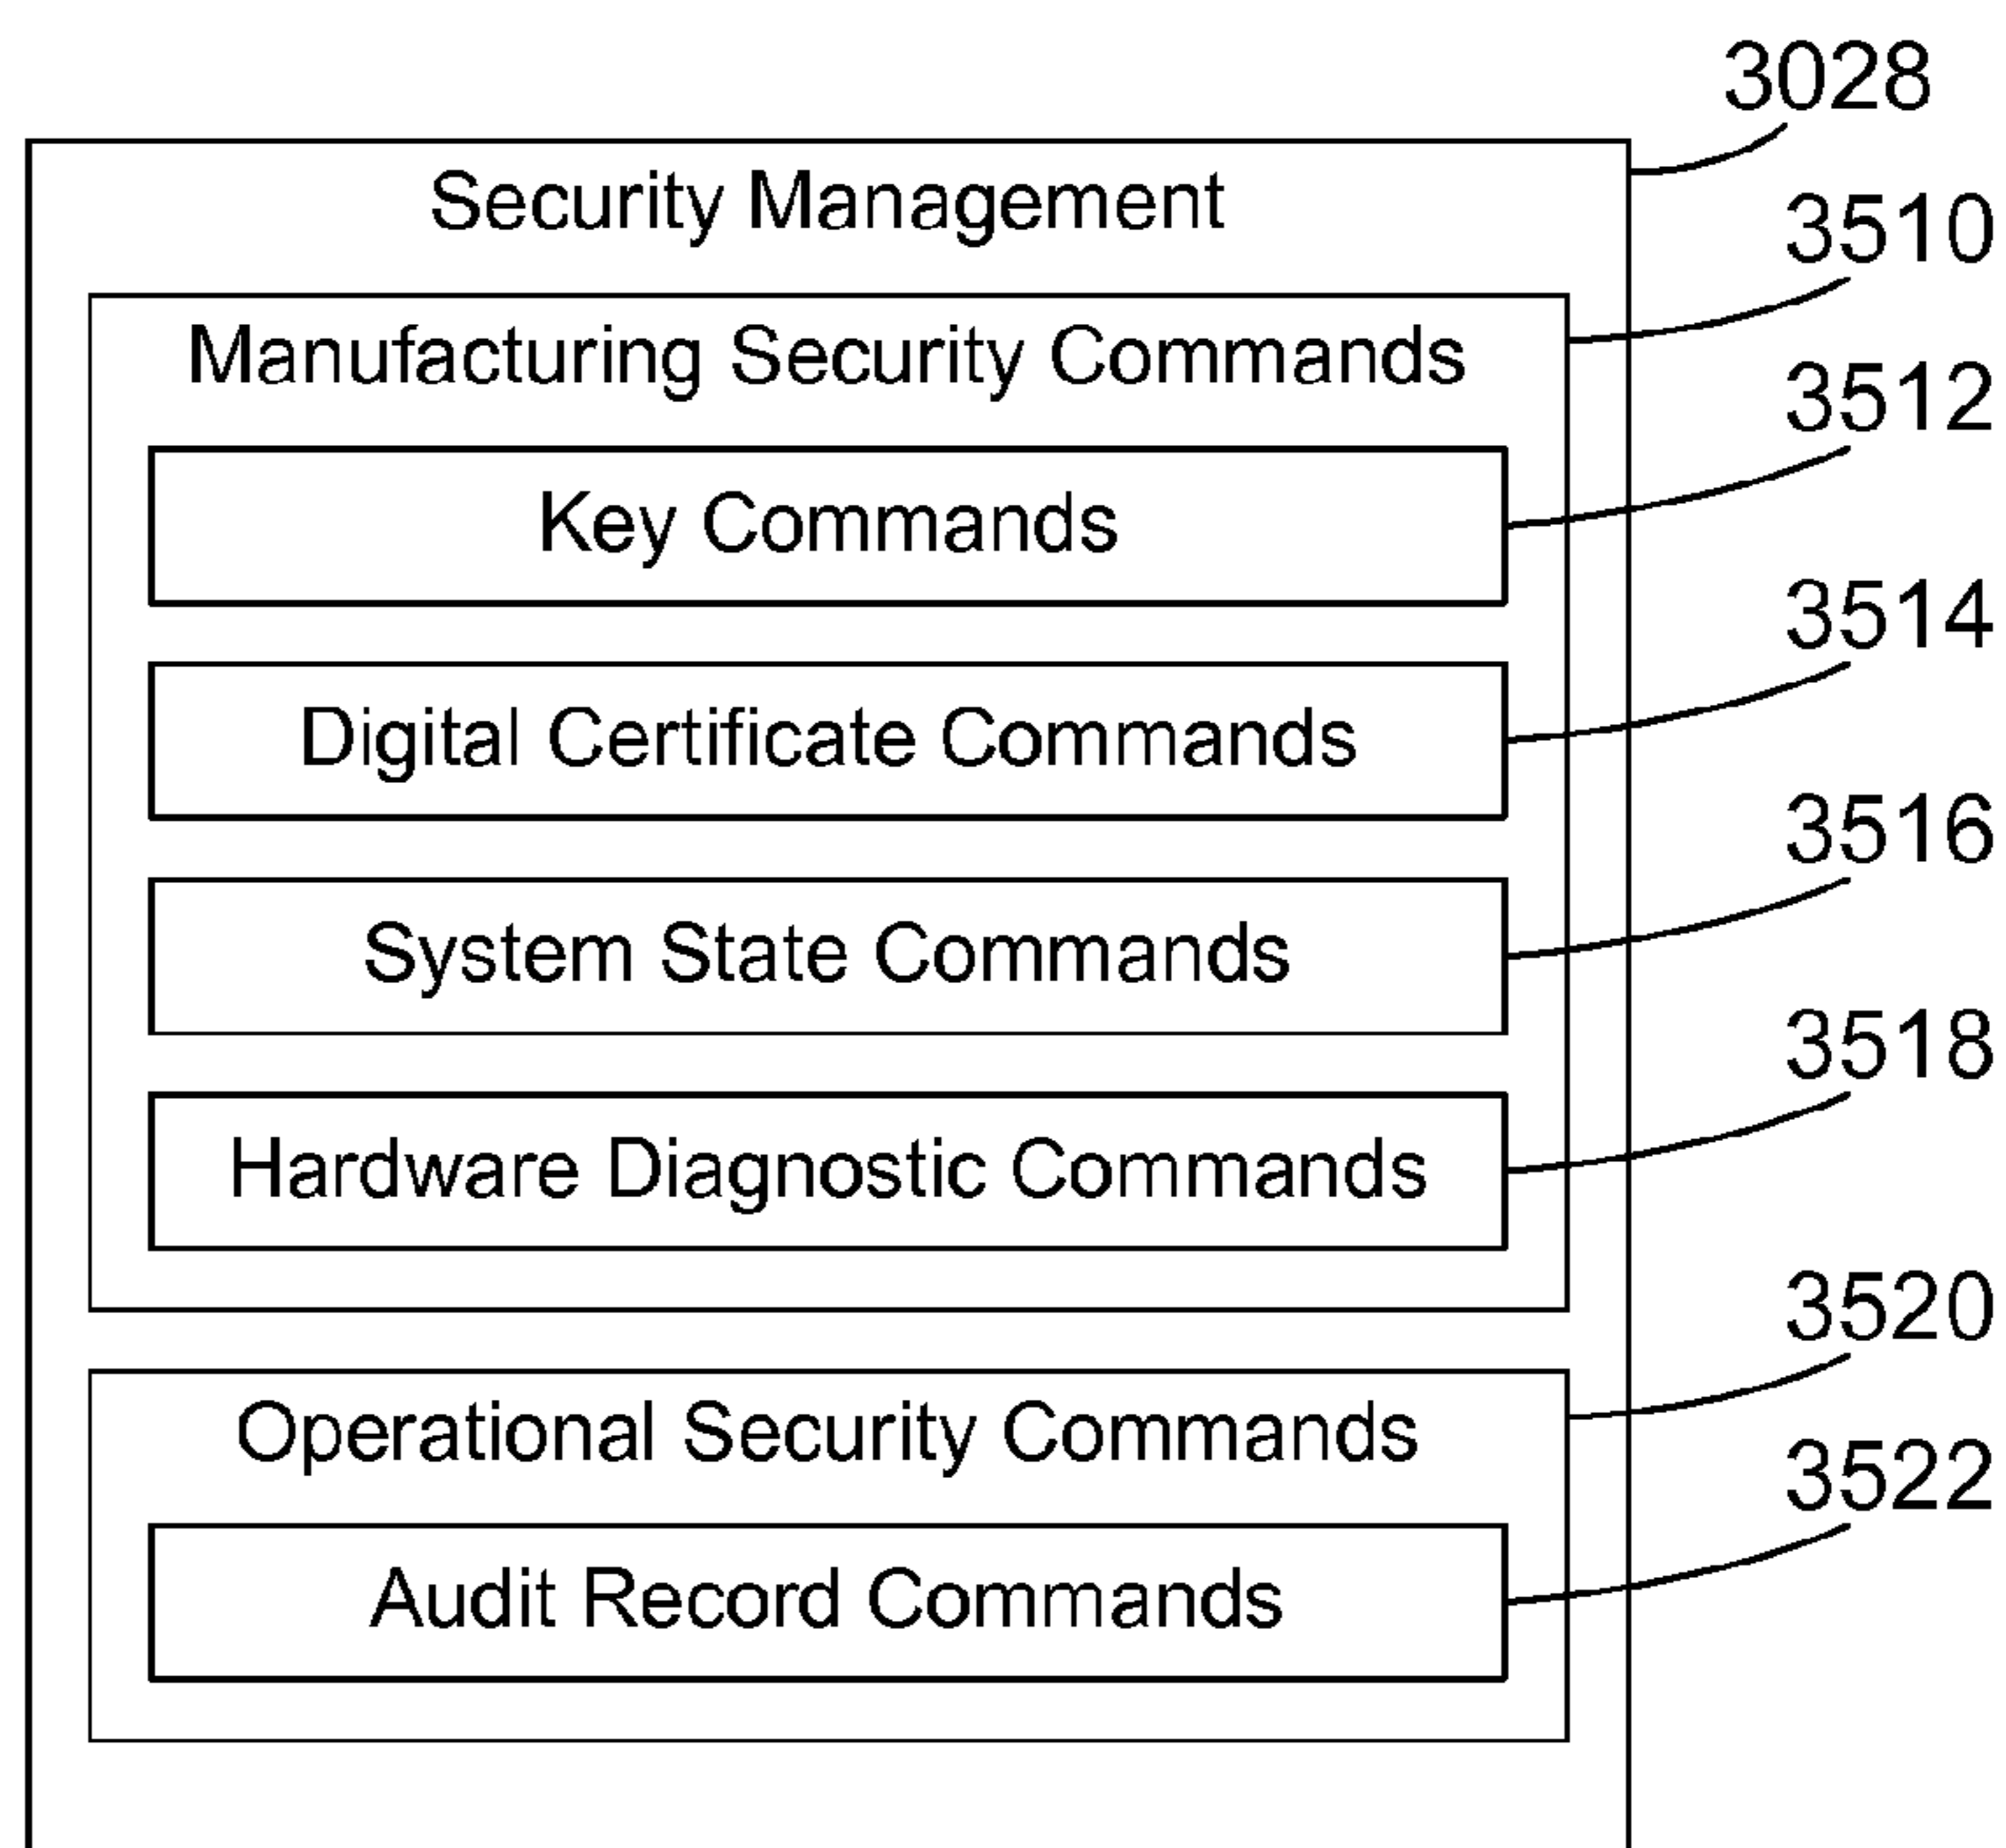 3028
Security Management
3510
Manufacturing Security Commands
3512
Key Commands
3514
Digital Certificate Commands
3516
System State Commands
3518
Hardware Diagnostic Commands
3520
Operational Security Commands
3522
Audit Record Commands